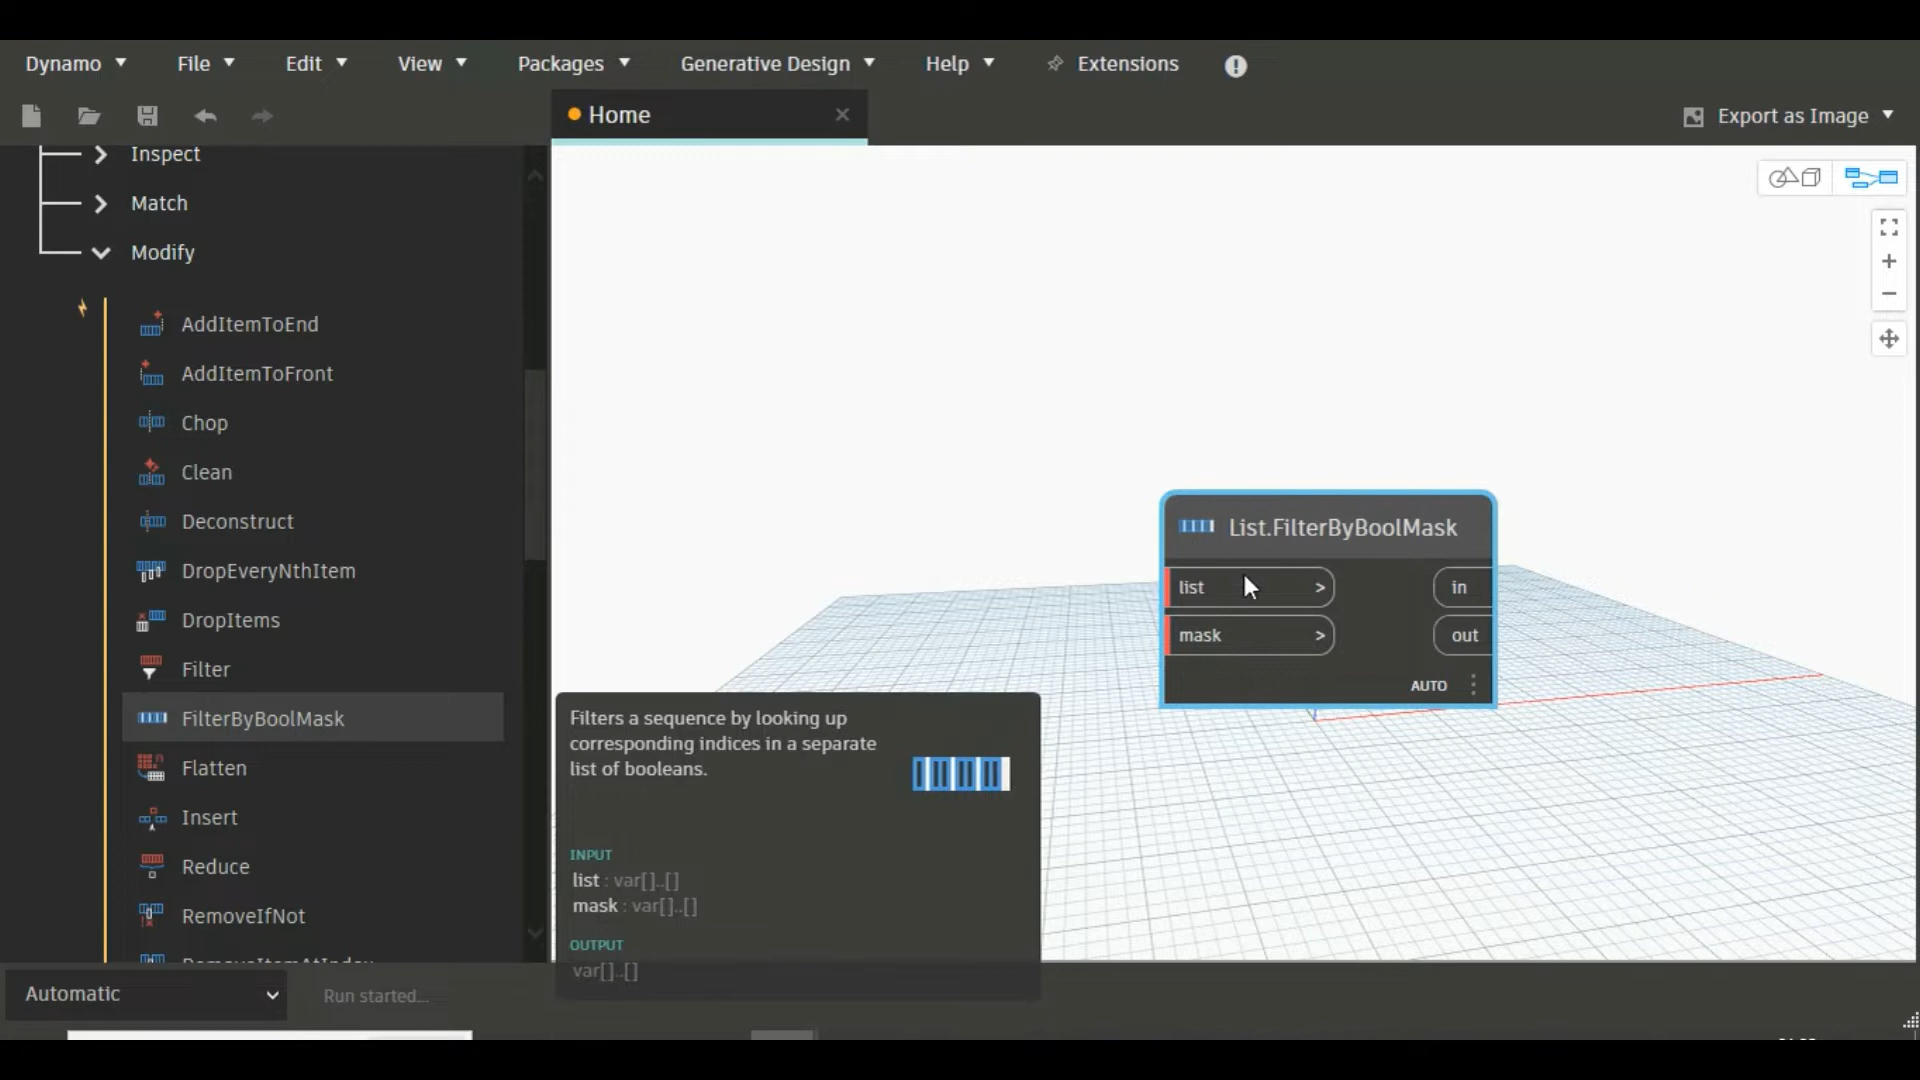 Dynamo File Edit View Packages Generative Design Help Extensions
Home Export as Image
Inspect
Match
Modify
AddItemToEnd
AddItemToFront
Chop
Clean
Deconstruct
DropEveryNthItem
DropItems
Filter
FilterByBoolMask
Flatten
Insert
Reduce
RemoveIfNot
RemoveItemAtIndex
List.FilterByBoolMask
list > in
mask > out
AUTO
Filters a sequence by looking up
corresponding indices in a separate
list of booleans.
INPUT
list : var[]..[]
mask : var[]..[]
OUTPUT
var[]..[]
Automatic Run started...